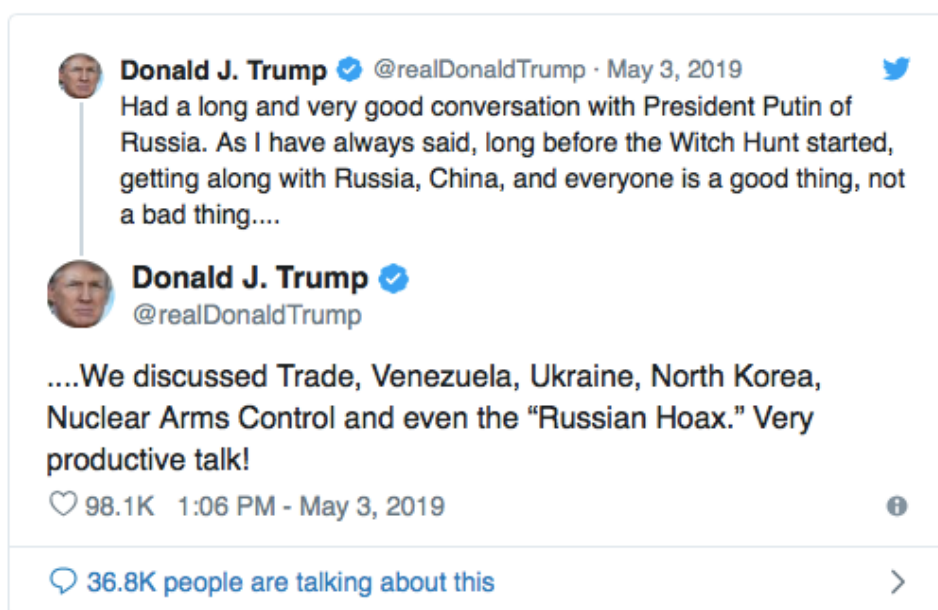 Donald J. Trump @realDonaldTrump · May 3, 2019
Had a long and very good conversation with President Putin of
Russia. As I have always said, long before the Witch Hunt started,
getting along with Russia, China, and everyone is a good thing, not
a bad thing....
Donald J. Trump
@realDonaldTrump
....We discussed Trade, Venezuela, Ukraine, North Korea,
Nuclear Arms Control and even the “Russian Hoax.” Very
productive talk!
98.1K 1:06 PM - May 3, 2019
36.8K people are talking about this